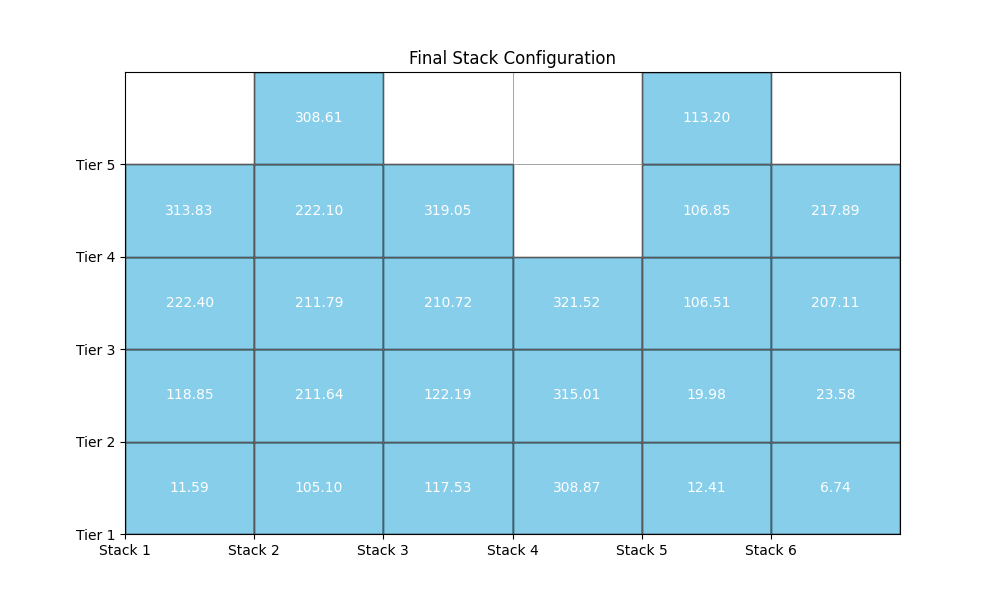 Final Stack Configuration
308.61 113.20
Tier 5
313.83 222.10 319.05 106.85 217.89
Tier 4
222.40 211.79 210.72 321.52 106.51 207.11
Tier 3
118.85 211.64 122.19 315.01 19.98 23.58
Tier 2
11.59 105.10 117.53 308.87 12.41 6.74
Tier 1
Stack 1 Stack 2 Stack 3 Stack 4 Stack 5 Stack 6